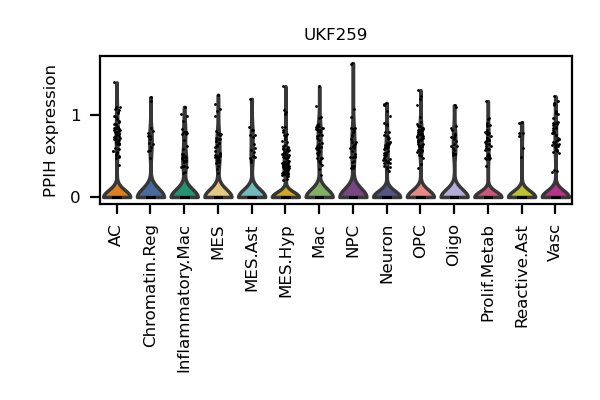 UKF259
PPIH expression
1
0
AC
Chromatin.Reg
Inflammatory.Mac
MES
MES.Ast
MES.Hyp
Mac
NPC
Neuron
OPC
Oligo
Prolif.Metab
Reactive.Ast
Vasc